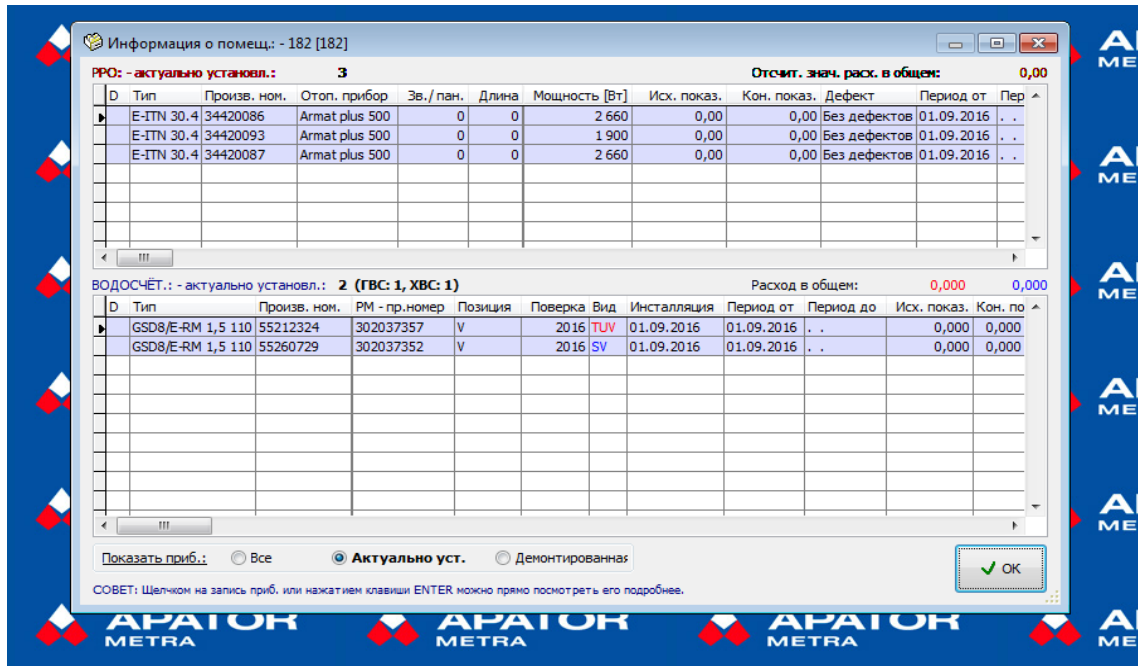 Информация о помещ.: - 182 [182]
РРО: - актуально установл.: 3 Отсчит. знач. расх. в общем: 0,00
D Тип Произв. ном. Отоп. прибор Зв./ пан. Длина Мощность [Вт] Исх. показ. Кон. показ. Дефект Период от Пер
E-ITN 30.4 34420086 Armat plus 500 0 0 2 660 0,00 0,00 Без дефектов 01.09.2016 . .
E-ITN 30.4 34420093 Armat plus 500 0 0 1 900 0,00 0,00 Без дефектов 01.09.2016 . .
E-ITN 30.4 34420087 Armat plus 500 0 0 2 660 0,00 0,00 Без дефектов 01.09.2016 . .
ВОДОСЧЁТ.: - актуально установл.: 2 (ГВС: 1, ХВС: 1) Расход в общем: 0,000 0,000
D Тип Произв. ном. РМ - пр.номер Позиция Поверка Вид Инсталляция Период от Период до Исх. показ. Кон. по
GSD8/E-RM 1,5 110 55212324 302037357 V 2016 TUV 01.09.2016 01.09.2016 . . 0,000 0,000
GSD8/E-RM 1,5 110 55260729 302037352 V 2016 SV 01.09.2016 01.09.2016 . . 0,000 0,000
Показать приб.: Все Актуально уст. Демонтированная
OK
СОВЕТ: Щелчком на запись приб. или нажатием клавиши ENTER можно прямо посмотреть его подробнее.
APATOR APATOR APATOR
METRA METRA METRA